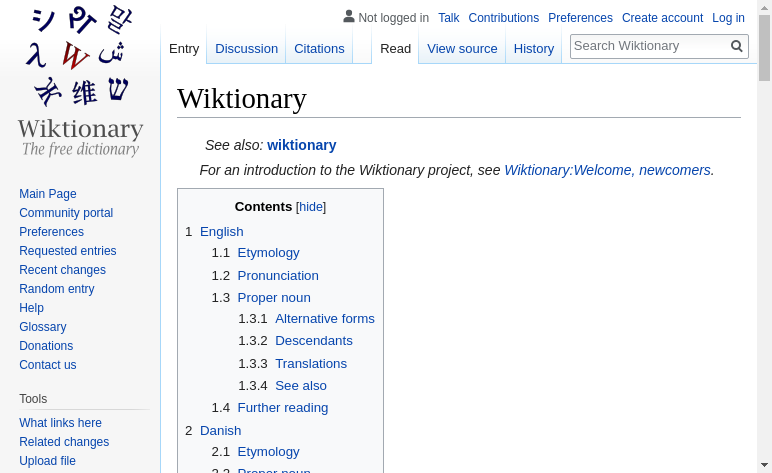 Not logged in Talk Contributions Preferences Create account Log in
Entry Discussion Citations Read View source History Search Wiktionary
シ
λ W
维 ש
Wiktionary
The free dictionary
Main Page
Community portal
Preferences
Requested entries
Recent changes
Random entry
Help
Glossary
Donations
Contact us
Tools
What links here
Related changes
Upload file
Wiktionary
See also: wiktionary
For an introduction to the Wiktionary project, see Wiktionary:Welcome, newcomers.
Contents [hide]
1 English
1.1 Etymology
1.2 Pronunciation
1.3 Proper noun
1.3.1 Alternative forms
1.3.2 Descendants
1.3.3 Translations
1.3.4 See also
1.4 Further reading
2 Danish
2.1 Etymology
2.2 Proper noun